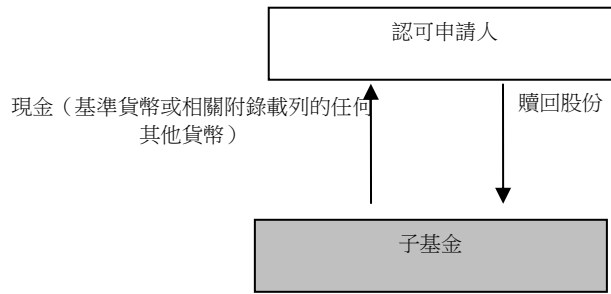 認可申請人
現金（基準貨幣或相關附錄載列的任何
其他貨幣）
贖回股份
子基金